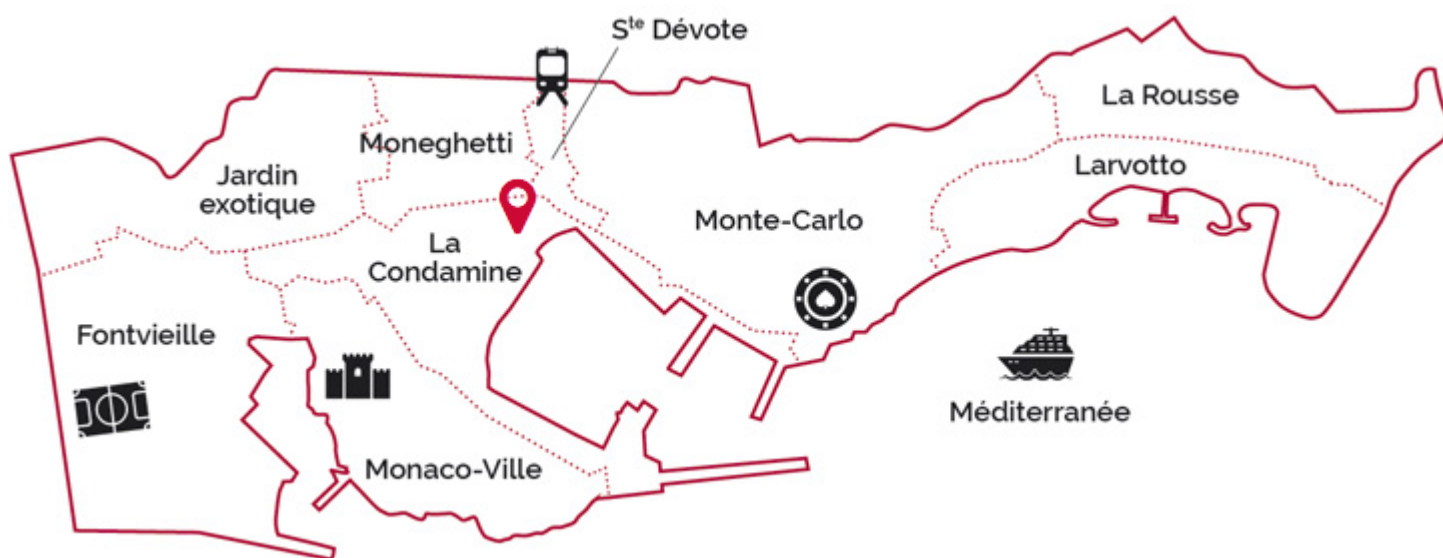 Sᵗᵉ Dévote
La Rousse
Moneghetti
Larvotto
Jardin
exotique
Monte-Carlo
La
Condamine
Fontvieille
Méditerranée
Monaco-Ville